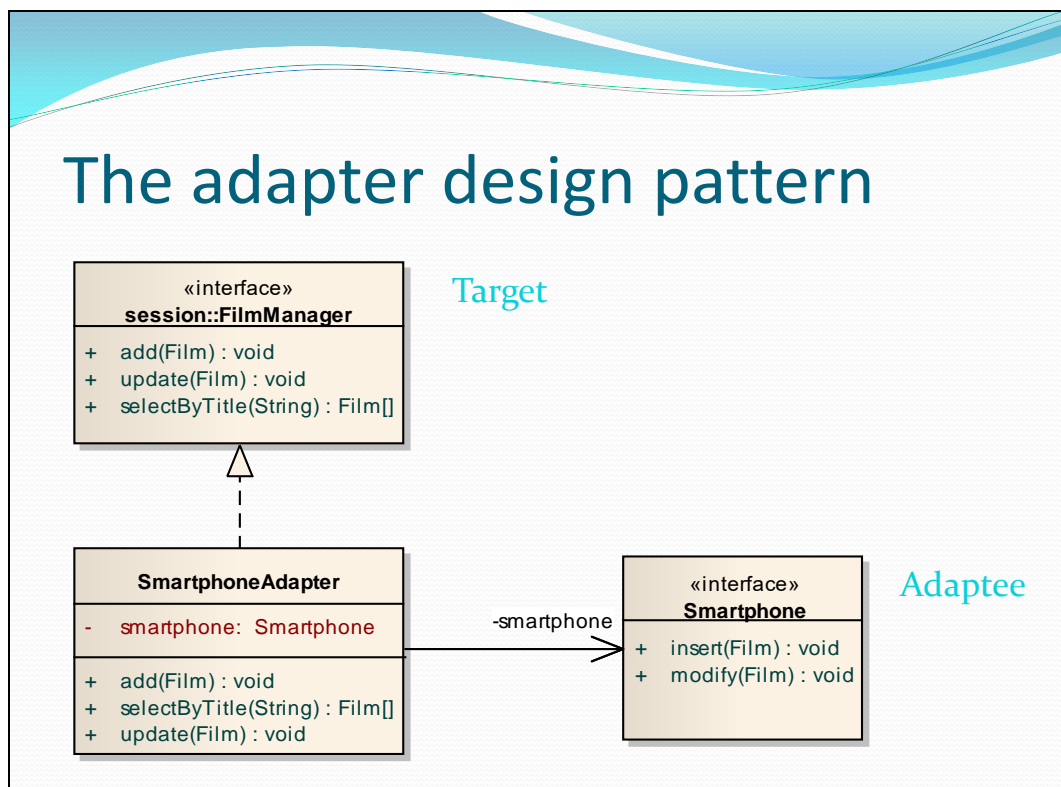 The adapter design pattern
«interface»
session::FilmManager
+ add(Film) : void
+ update(Film) : void
+ selectByTitle(String) : Film[]
Target
SmartphoneAdapter
- smartphone: Smartphone
+ add(Film) : void
+ selectByTitle(String) : Film[]
+ update(Film) : void
-smartphone
«interface»
Smartphone
+ insert(Film) : void
+ modify(Film) : void
Adaptee